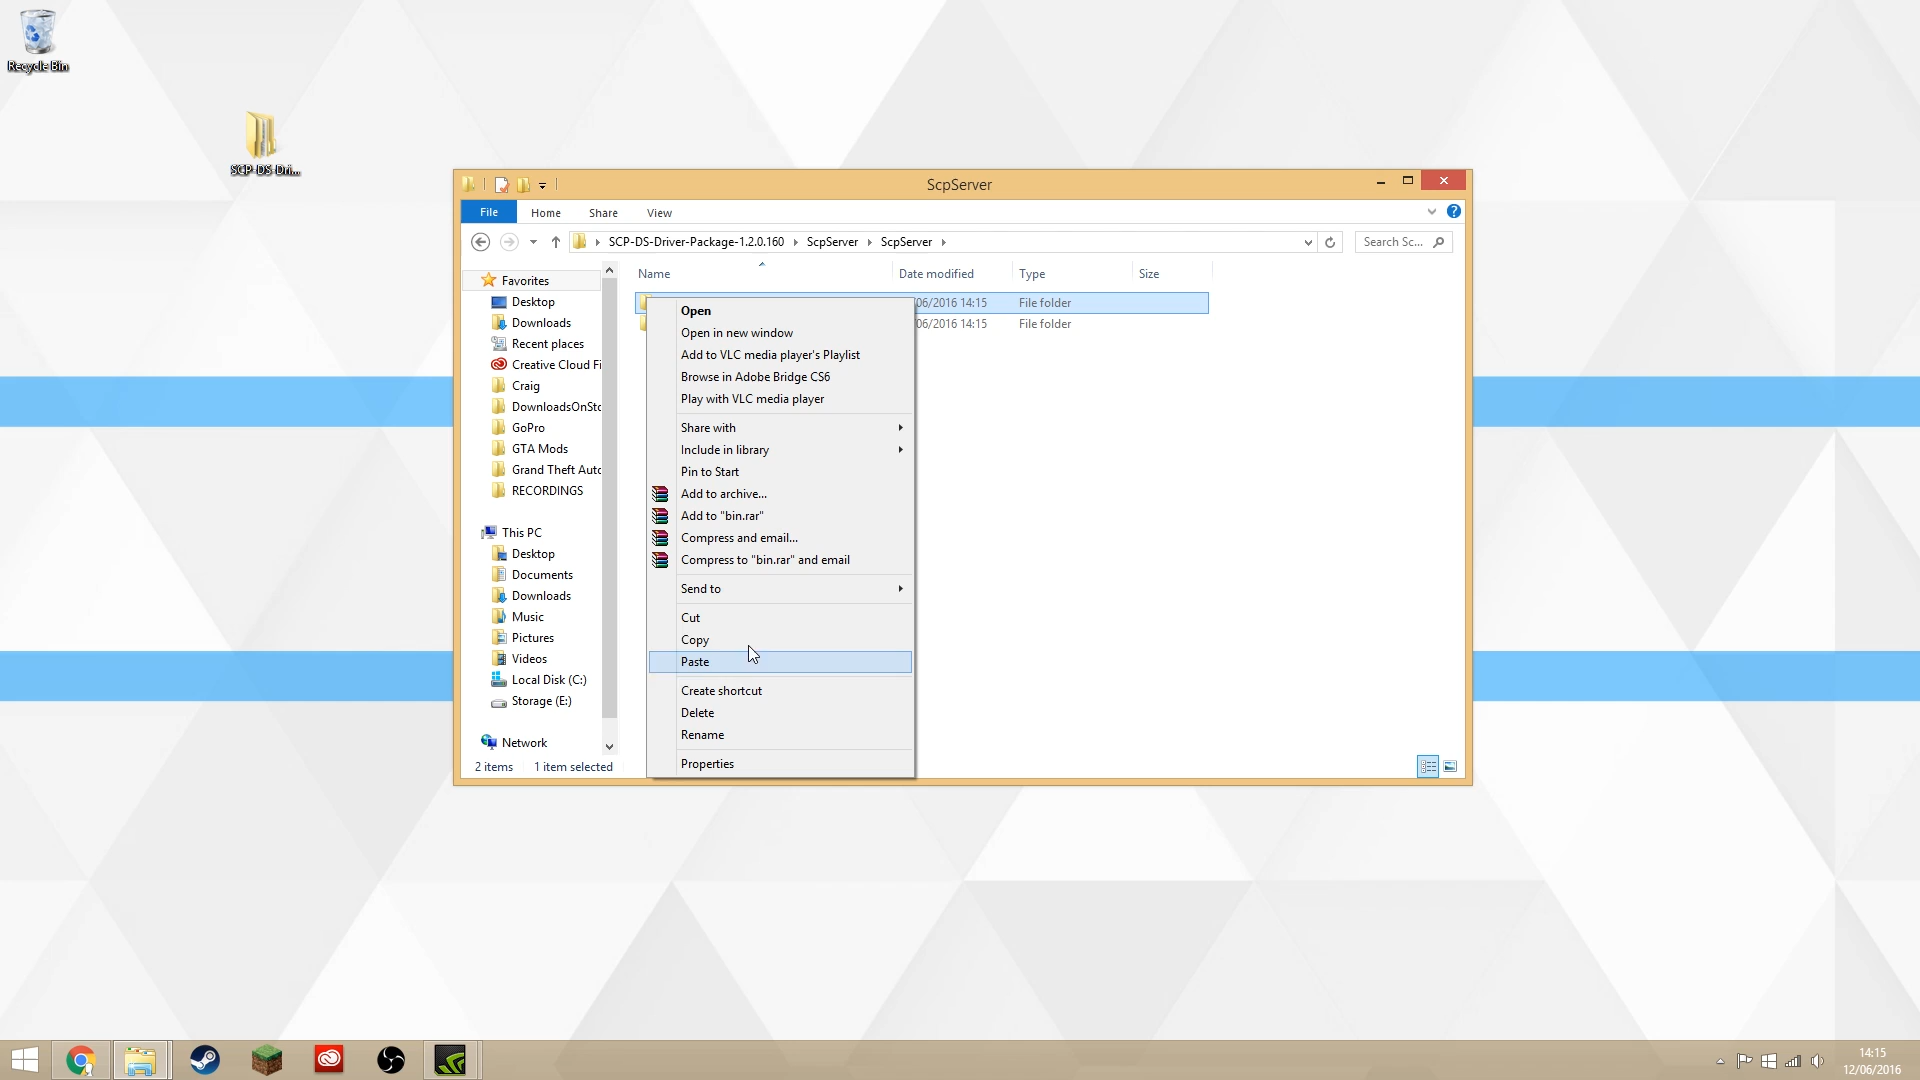 Recycle Bin
SCP-DS-Dri...
ScpServer
File
Home
Share
View
SCP-DS-Driver-Package-1.2.0.160
ScpServer
ScpServer
Search Sc...
Name
Date modified
Type
Size
06/2016 14:15
File folder
06/2016 14:15
File folder
Favorites
Desktop
Downloads
Recent places
Creative Cloud Fi
Craig
DownloadsOnSto
GoPro
GTA Mods
Grand Theft Auto
RECORDINGS
This PC
Desktop
Documents
Downloads
Music
Pictures
Videos
Local Disk (C:)
Storage (E:)
Network
2 items
1 item selected
Open
Open in new window
Add to VLC media player's Playlist
Browse in Adobe Bridge CS6
Play with VLC media player
Share with
Include in library
Pin to Start
Add to archive...
Add to "bin.rar"
Compress and email...
Compress to "bin.rar" and email
Send to
Cut
Copy
Paste
Create shortcut
Delete
Rename
Properties
14:15
12/06/2016